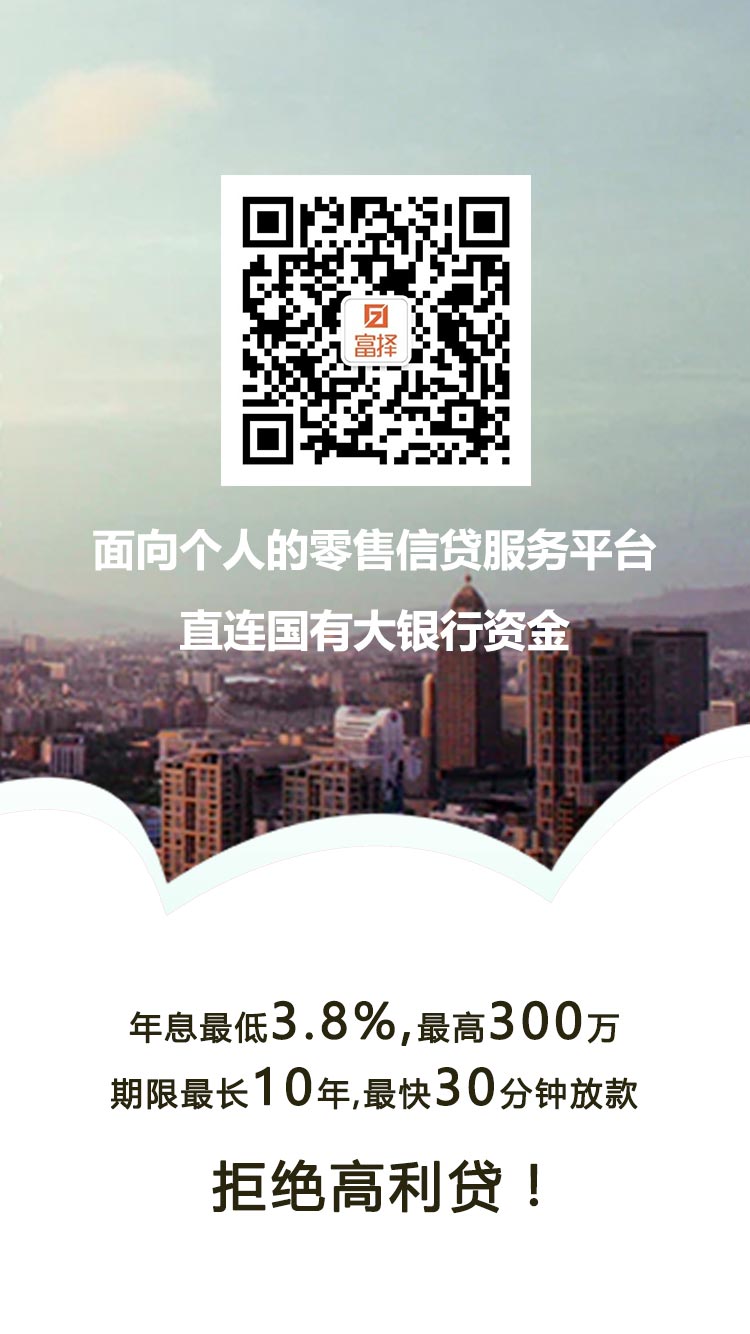 富择
面向个人的零售信贷服务平台
直连国有大银行资金
年息最低3.8%,最高300万
期限最长10年,最快30分钟放款
拒绝高利贷！